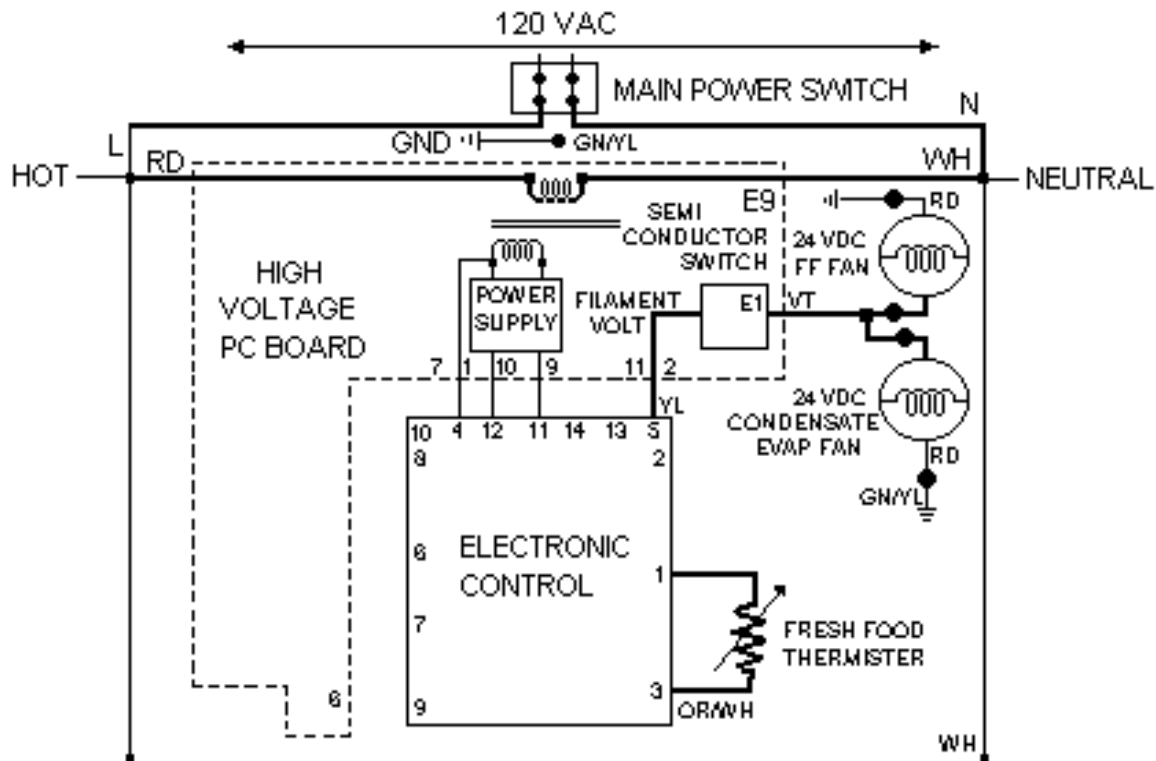 120 VAC
MAIN POWER SWITCH
N
L
GND
GN/YL
RD
WH
HOT
NEUTRAL
E9
RD
SEMI
CONDUCTOR
SWITCH
24 VDC
FF FAN
HIGH
VOLTAGE
PC BOARD
POWER
SUPPLY
FILAMENT
VOLT
E1
VT
7 1 10 9 11 2
24 VDC
CONDENSATE
EVAP FAN
YL
RD
GN/YL
10 4 12 11 14 13 5
8
2
6
7
9
ELECTRONIC
CONTROL
1
3
FRESH FOOD
THERMISTER
OR/WH
6
WH